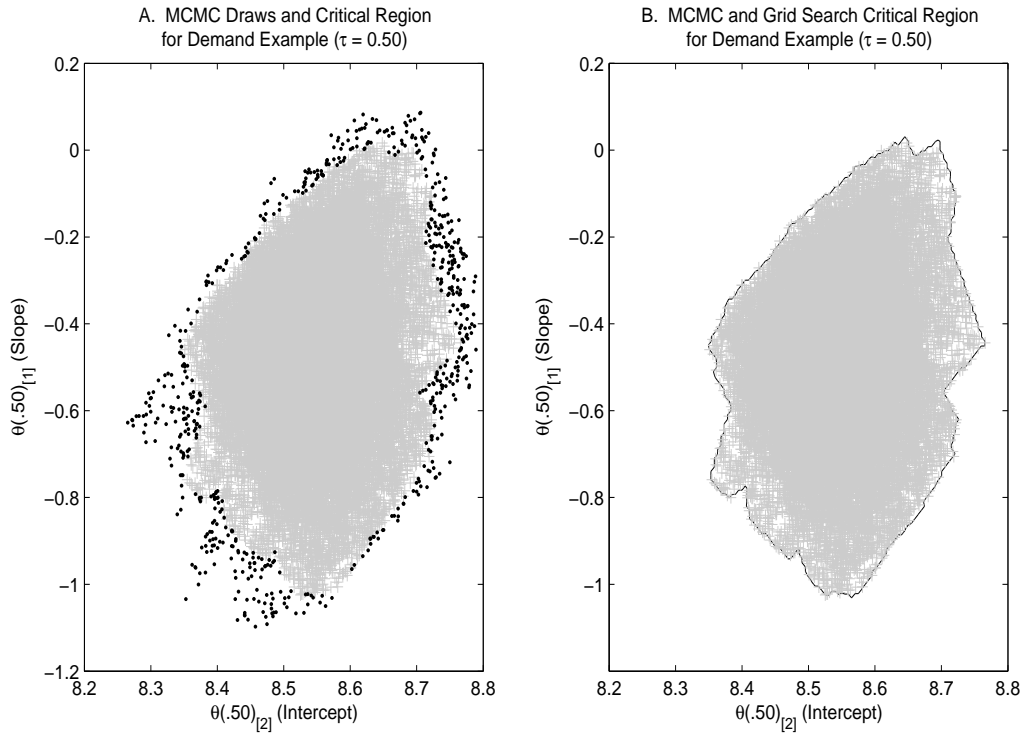 A. MCMC Draws and Critical Region
for Demand Example (τ = 0.50)
0.2
0
−0.2
−0.4
−0.6
−0.8
−1
−1.2
8.2 8.3 8.4 8.5 8.6 8.7 8.8
θ(.50)[1] (Slope)
θ(.50)[2] (Intercept)
B. MCMC and Grid Search Critical Region
for Demand Example (τ = 0.50)
0.2
0
−0.2
−0.4
−0.6
−0.8
−1
−1.2
8.2 8.3 8.4 8.5 8.6 8.7 8.8
θ(.50)[1] (Slope)
θ(.50)[2] (Intercept)